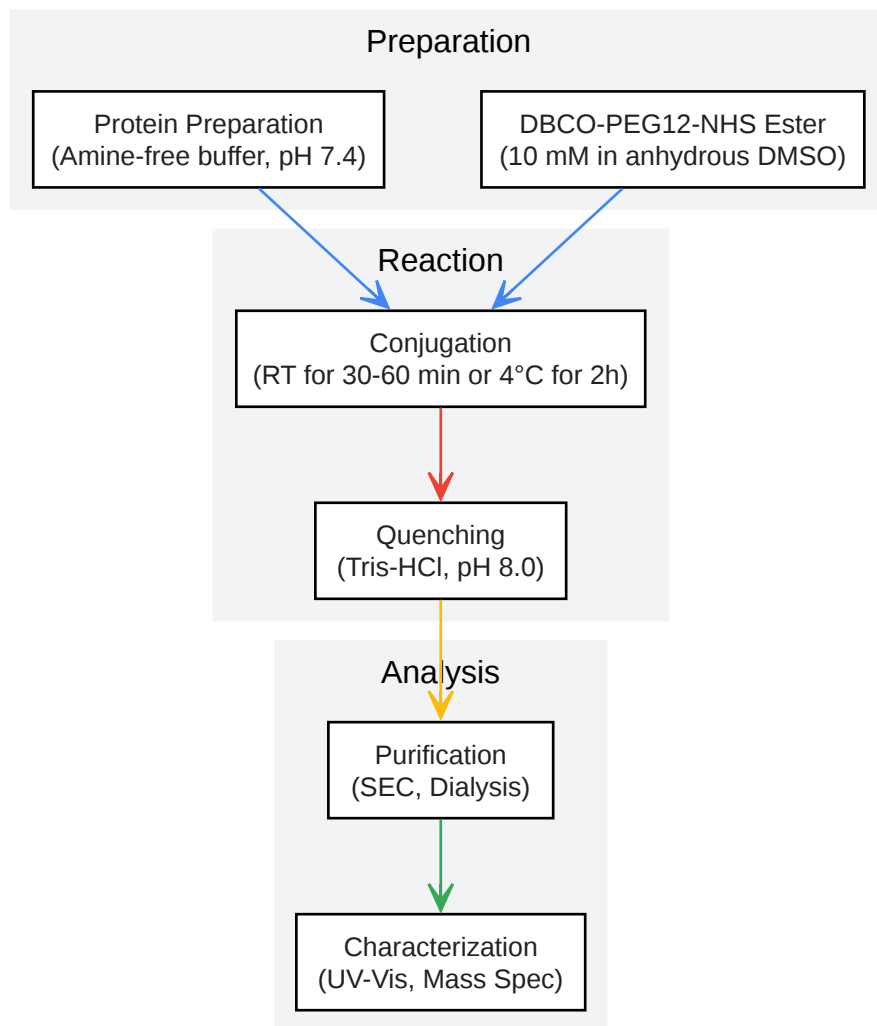 Preparation
Protein Preparation
(Amine-free buffer, pH 7.4)
DBCO-PEG12-NHS Ester
(10 mM in anhydrous DMSO)
Reaction
Conjugation
(RT for 30-60 min or 4°C for 2h)
Quenching
(Tris-HCl, pH 8.0)
Analysis
Purification
(SEC, Dialysis)
Characterization
(UV-Vis, Mass Spec)